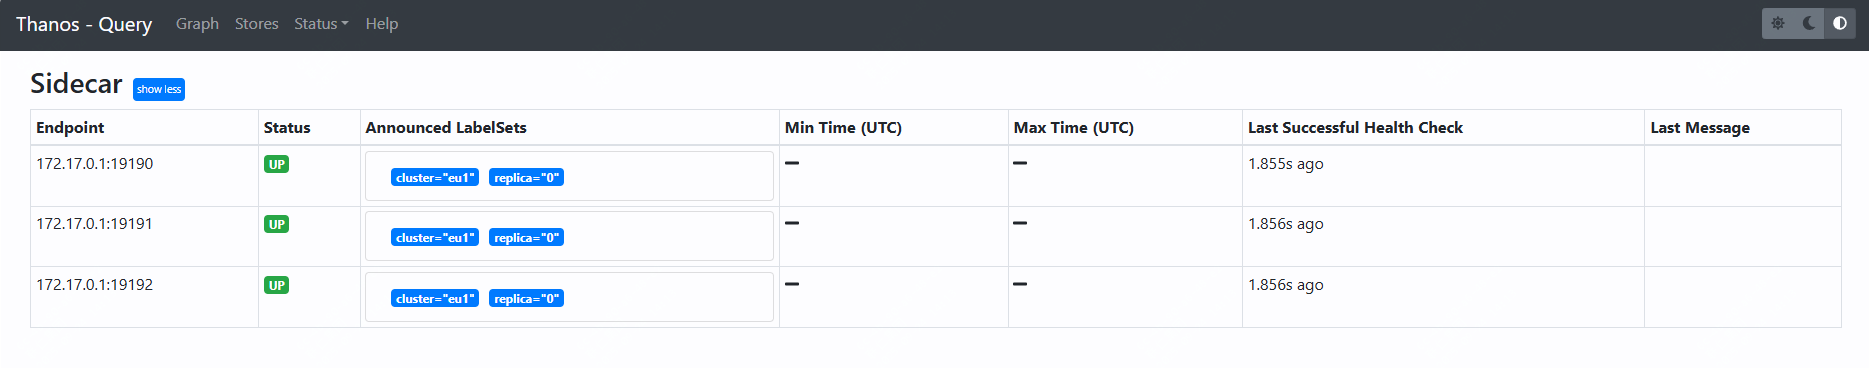 Thanos - Query Graph Stores Status Help
Sidecar show less
Endpoint Status Announced LabelSets Min Time (UTC) Max Time (UTC) Last Successful Health Check Last Message
172.17.0.1:19190 UP cluster="eu1" replica="0" — — 1.855s ago
172.17.0.1:19191 UP cluster="eu1" replica="0" — — 1.856s ago
172.17.0.1:19192 UP cluster="eu1" replica="0" — — 1.856s ago